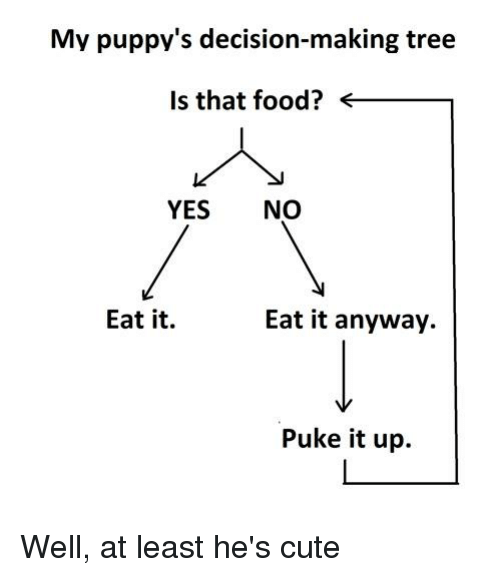 My puppy's decision-making tree
Is that food?
YES NO
Eat it. Eat it anyway.
Puke it up.
Well, at least he's cute